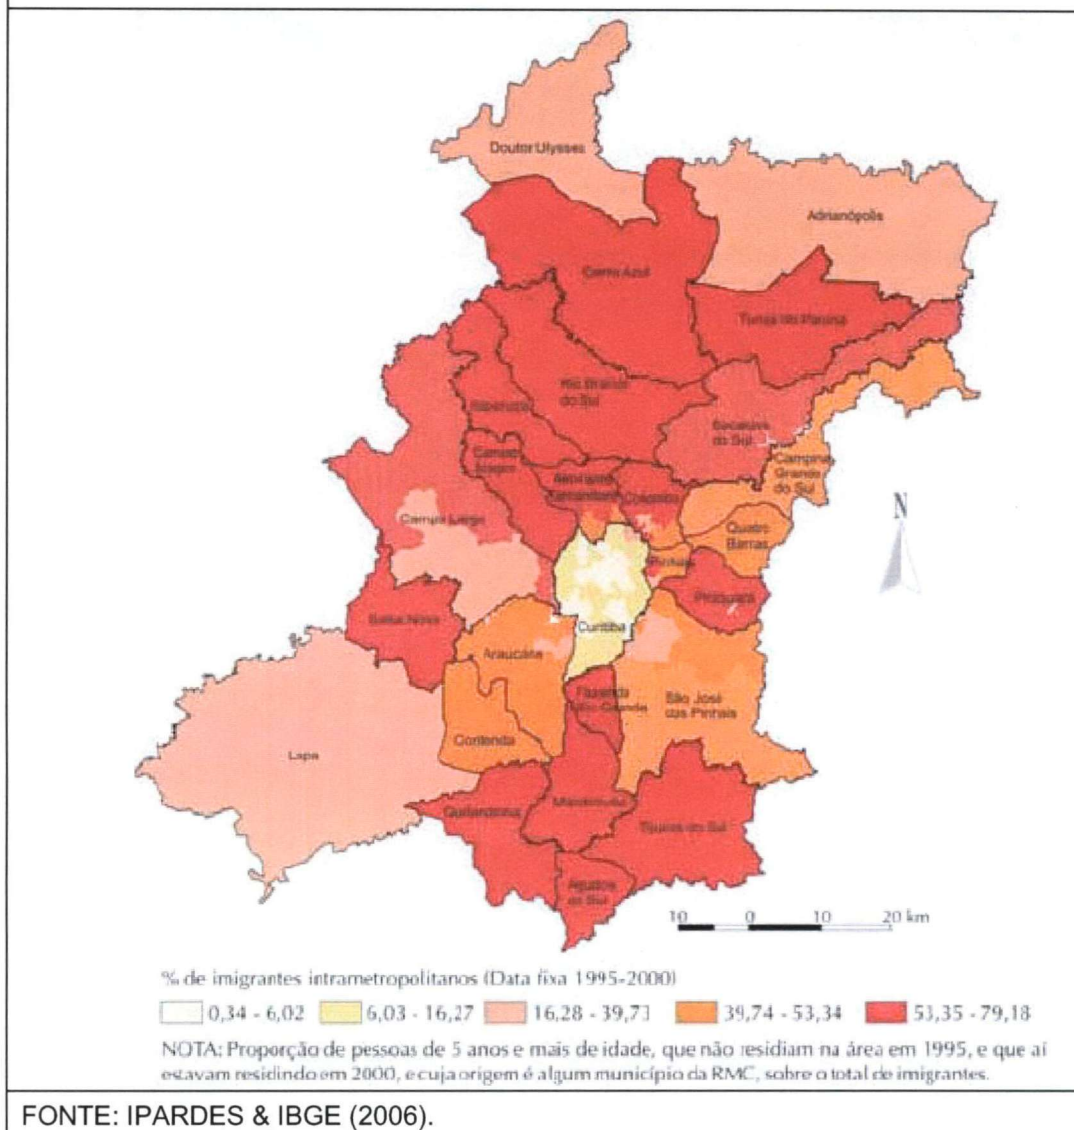 Doutor Ulysses
Adrianópolis
Cerro Azul
Tunas do Paraná
Rio Branco
do Sul
Itaperuçu
Bocaiúva
do Sul
Campo
Magro
Almirante
Tamandaré
Colombo
Campina
Grande
do Sul
Campo Largo
Quatro
Barras
Pinhais
Piraquara
Balsa Nova
Curitiba
Araucária
Fazenda
Rio Grande
São José
dos Pinhais
Contenda
Lapa
Mandirituba
Quitandinha
Tijucas do Sul
Agudos
do Sul
N
10 0 10 20 km
% de imigrantes intrametropolitanos (Data fixa 1995-2000)
0,34 - 6,02 6,03 - 16,27 16,28 - 39,73 39,74 - 53,34 53,35 - 79,18
NOTA: Proporção de pessoas de 5 anos e mais de idade, que não residiam na área em 1995, e que aí
estavam residindo em 2000, e cuja origem é algum município da RMC, sobre o total de imigrantes.
FONTE: IPARDES & IBGE (2006).